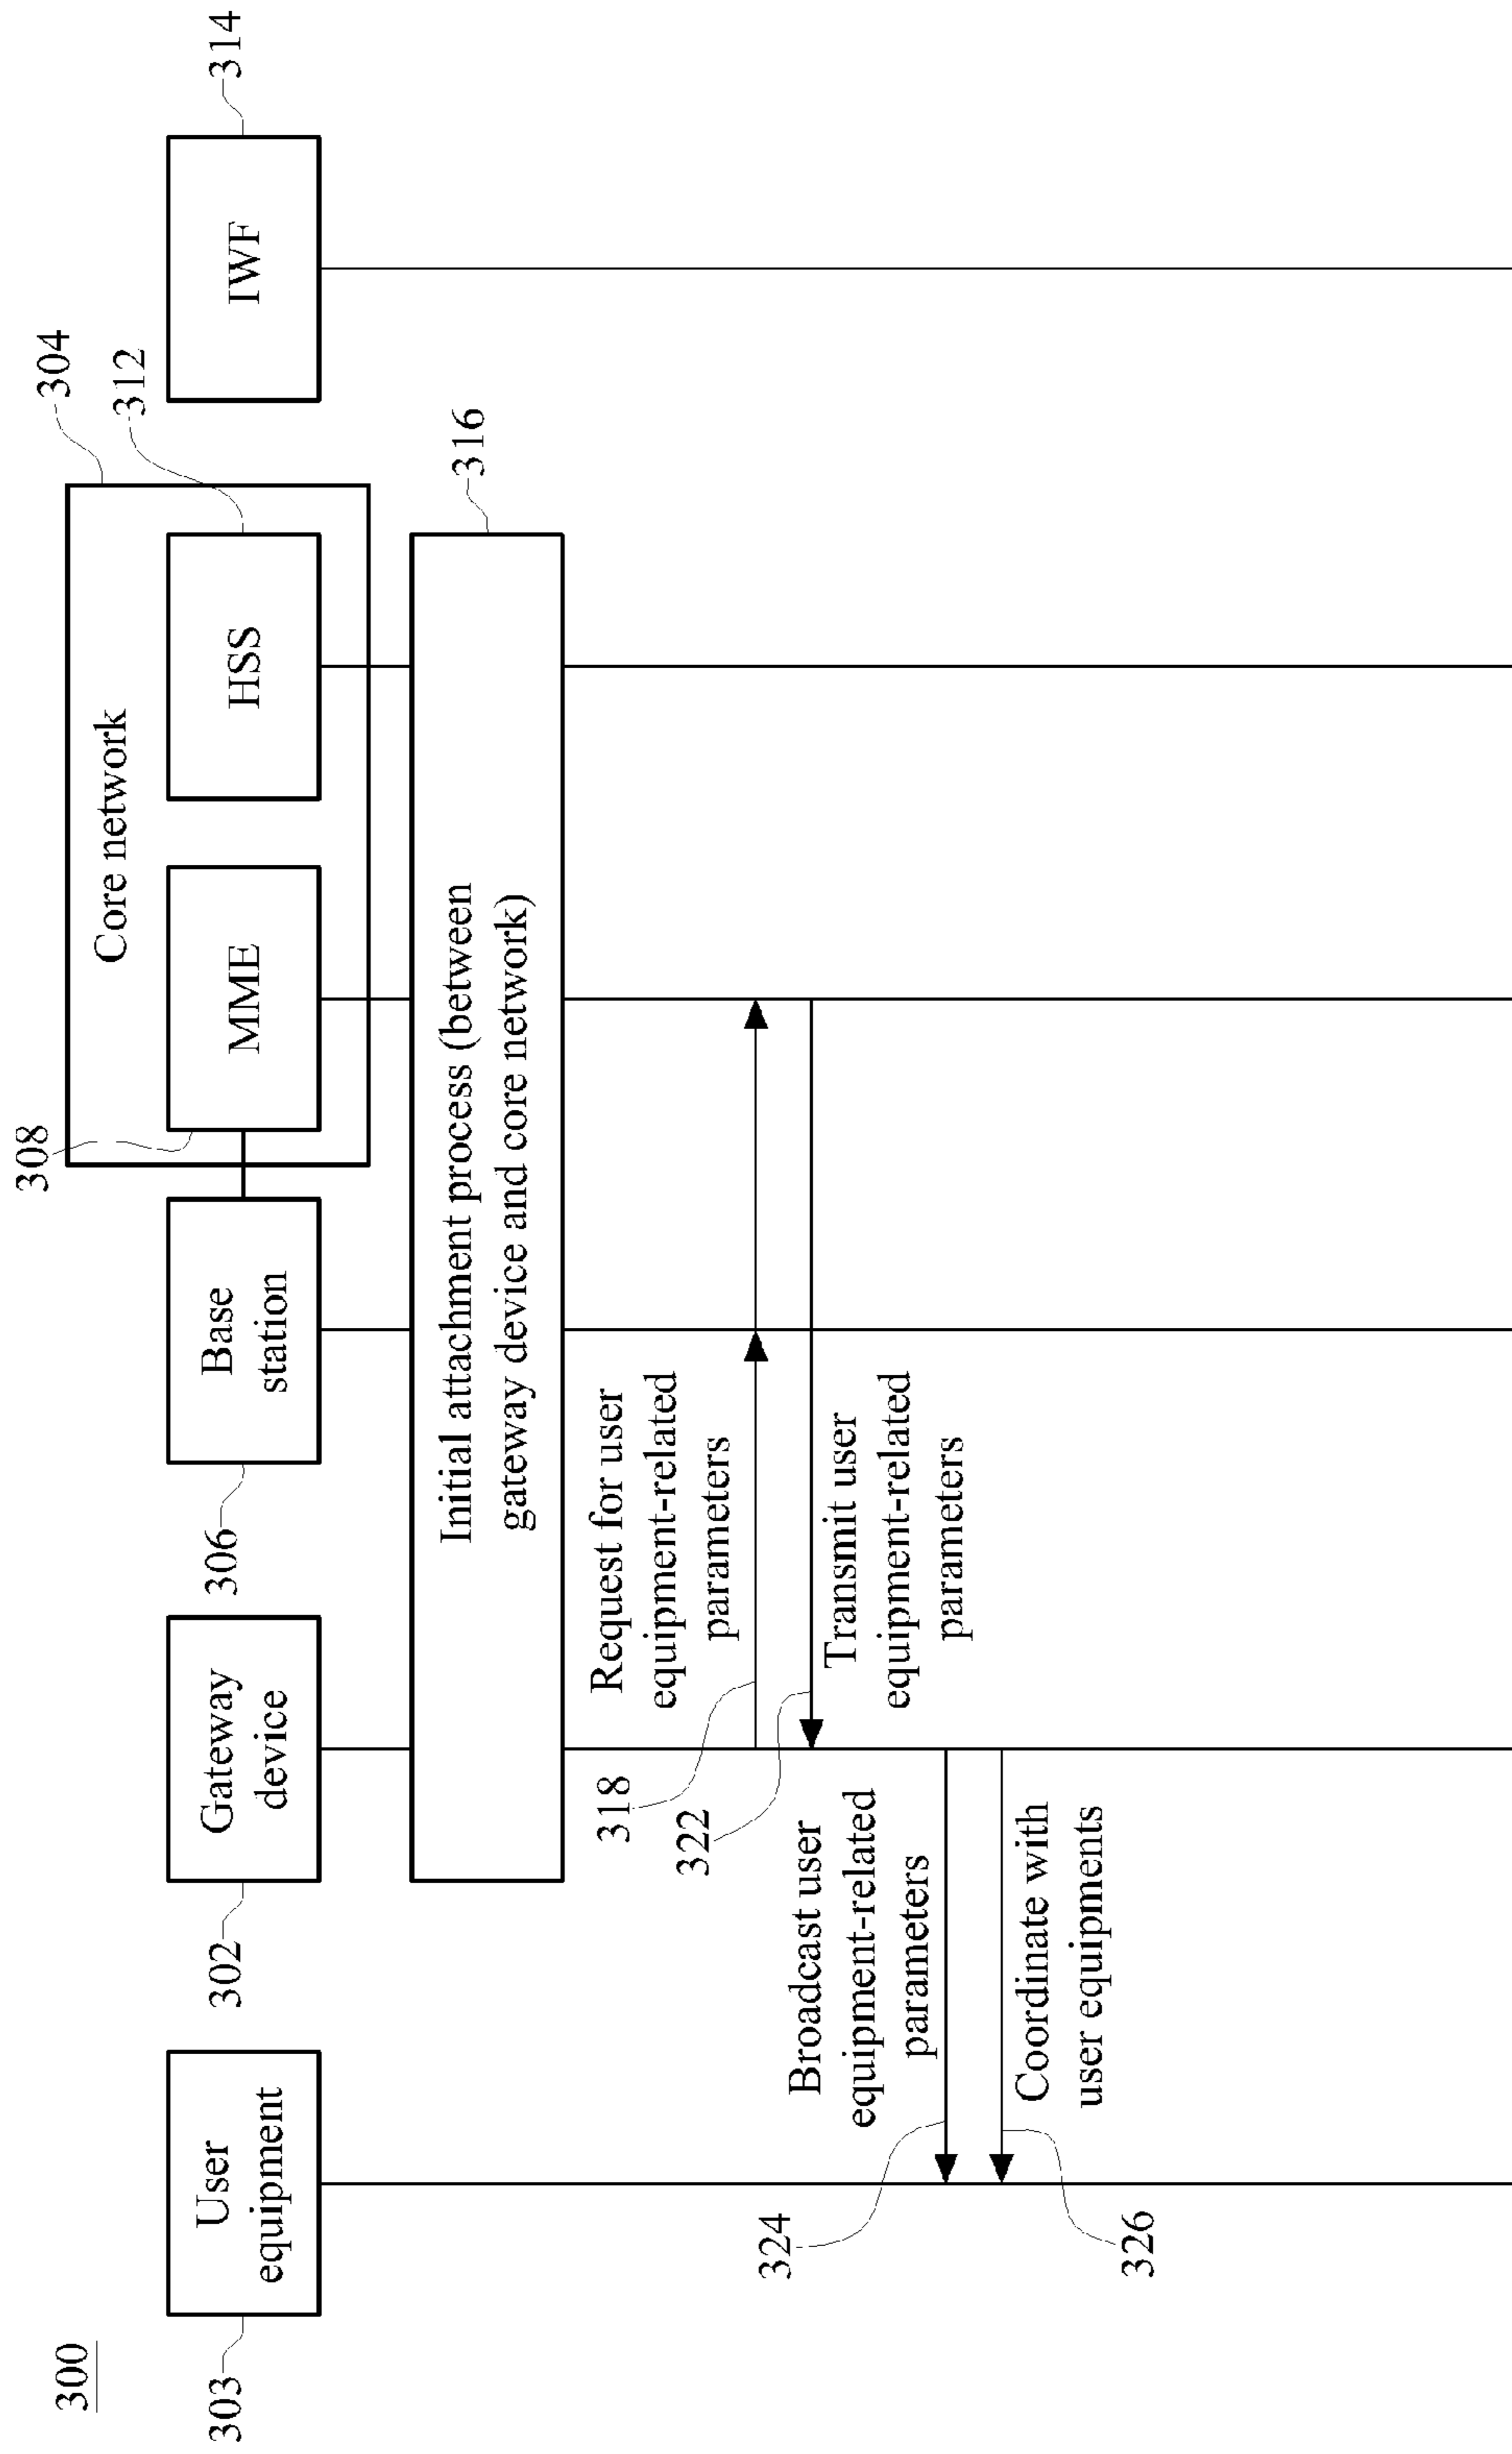 300
304
308
312
Core network
User
equipment
Gateway
device
Base
station
MME
HSS
IWF
303
302
306
314
316
Initial attachment process (between
gateway device and core network)
Request for user
equipment-related
parameters
318
322
Transmit user
equipment-related
parameters
Broadcast user
equipment-related
parameters
324
Coordinate with
user equipments
326